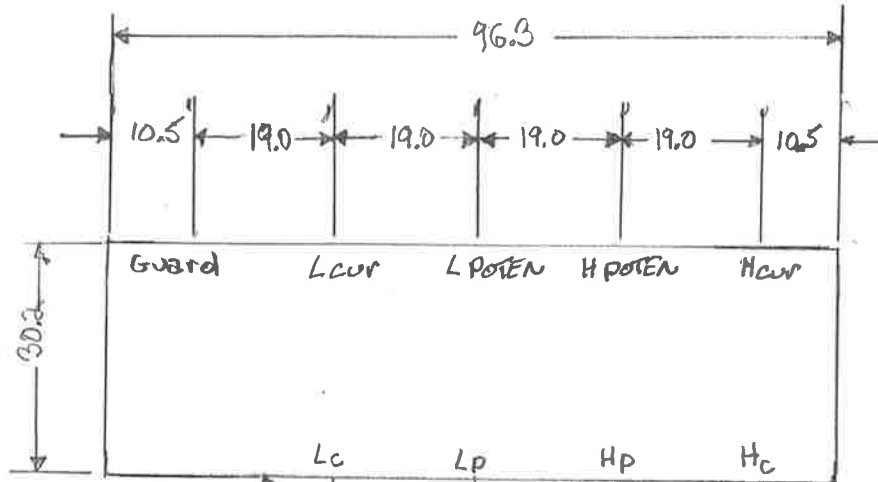 96.3
10.5 19.0 19.0 19.0 19.0 10.5
Guard Lcur LPOTEN HPOTEN Hcur
30.2
Lc Lp Hp Hc